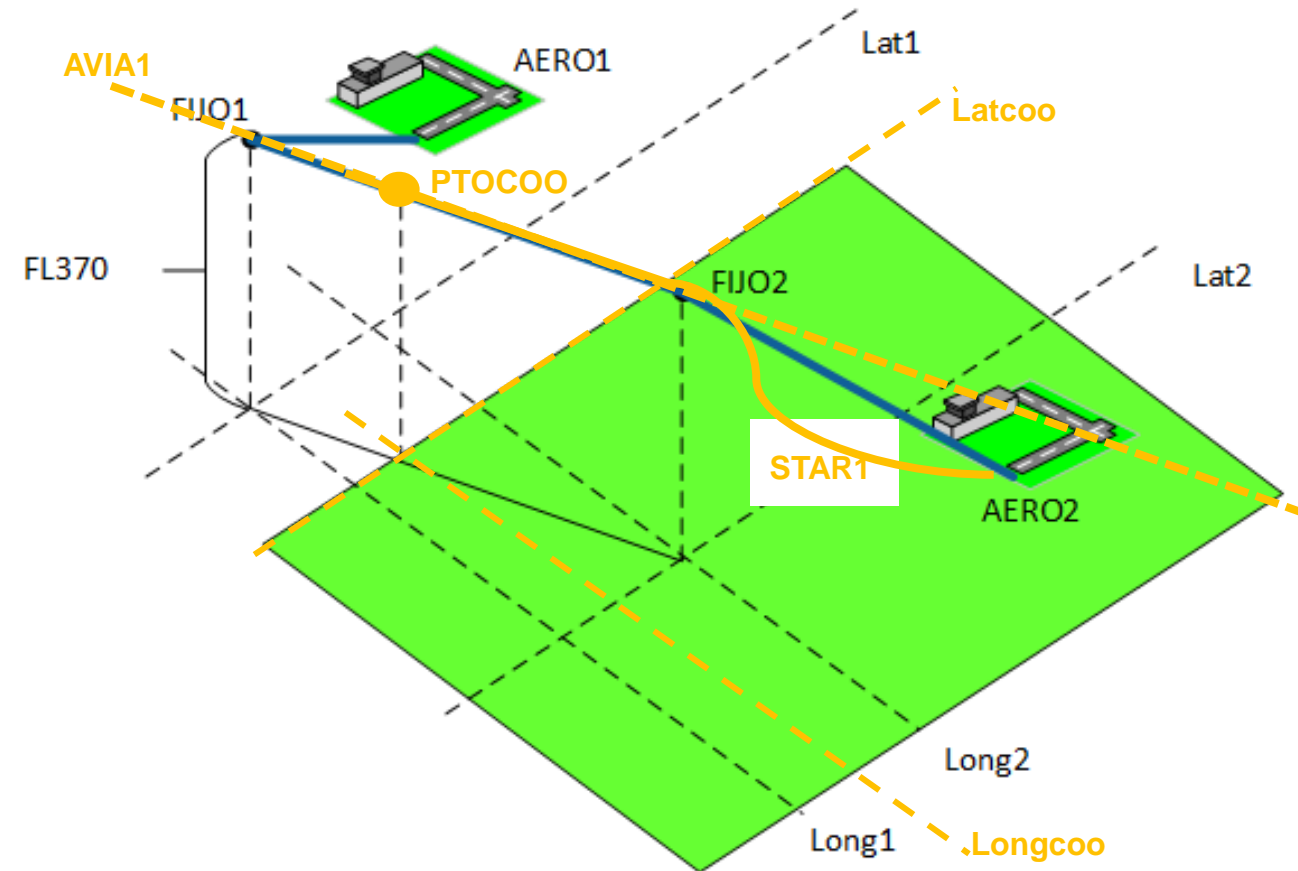 AVIA1
AERO1
Lat1
FIJO1
Latcoo
PTOCOO
FL370
FIJO2
Lat2
STAR1
AERO2
Long2
Long1
Longcoo